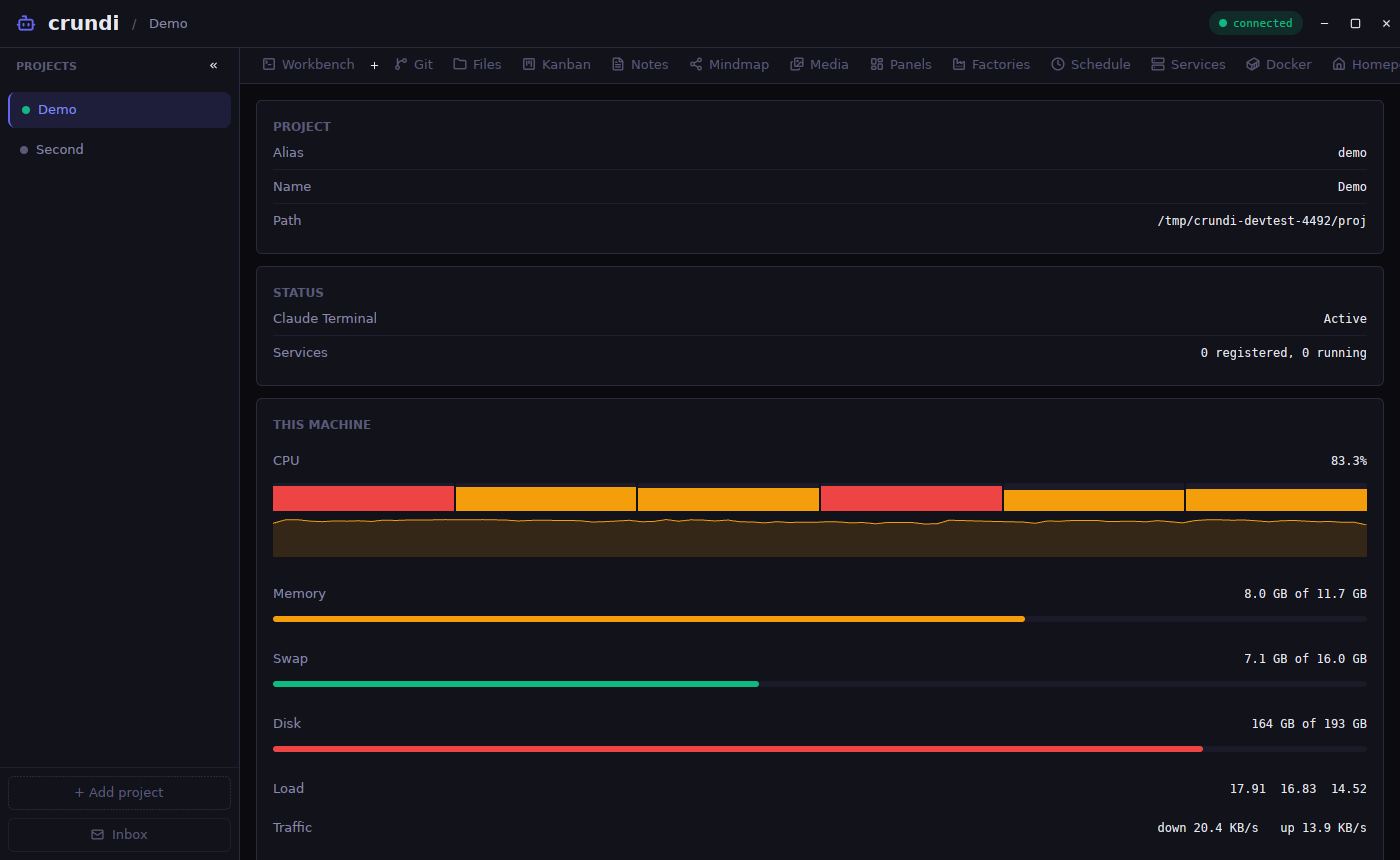 crundi / Demo
connected
PROJECTS «
Workbench + Git Files Kanban Notes Mindmap Media Panels Factories Schedule Services Docker Homep
Demo
Second
PROJECT
Alias demo
Name Demo
Path /tmp/crundi-devtest-4492/proj
STATUS
Claude Terminal Active
Services 0 registered, 0 running
THIS MACHINE
CPU 83.3%
Memory 8.0 GB of 11.7 GB
Swap 7.1 GB of 16.0 GB
Disk 164 GB of 193 GB
Load 17.91 16.83 14.52
Traffic down 20.4 KB/s up 13.9 KB/s
+ Add project
Inbox